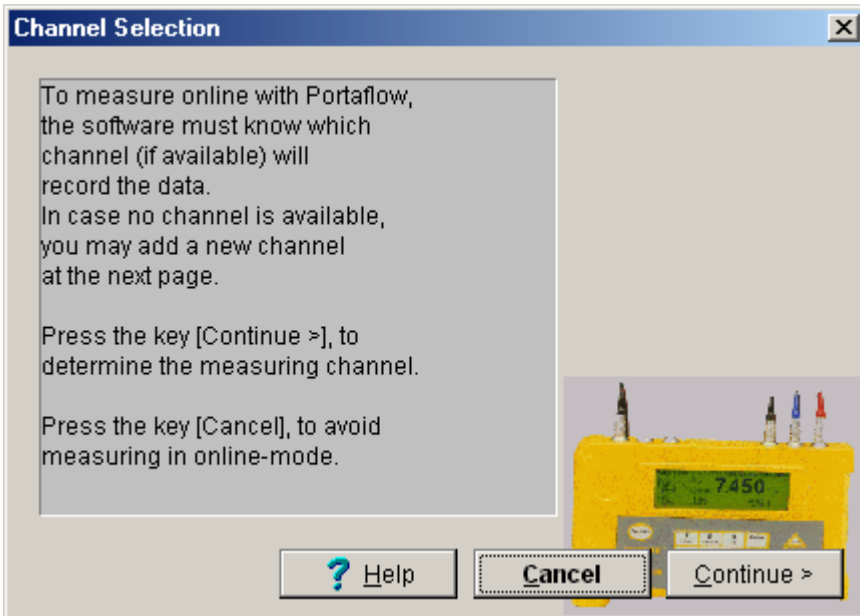 Channel Selection
To measure online with Portaflow,
the software must know which
channel (if available) will
record the data.
In case no channel is available,
you may add a new channel
at the next page.
Press the key [Continue >], to
determine the measuring channel.
Press the key [Cancel], to avoid
measuring in online-mode.
7.450
Help
Cancel
Continue >